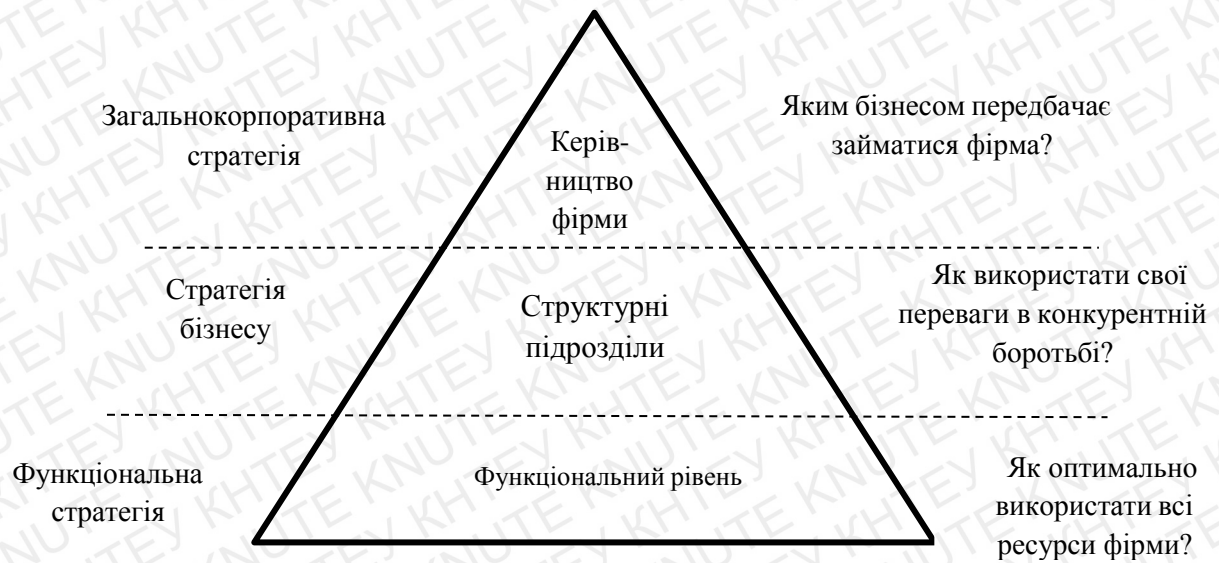 Загальнокорпоративна
стратегія
Керів-
ництво
фірми
Яким бізнесом передбачає
займатися фірма?
Стратегія
бізнесу
Структурні
підрозділи
Як використати свої
переваги в конкурентній
боротьбі?
Функціональна
стратегія
Функціональний рівень
Як оптимально
використати всі
ресурси фірми?